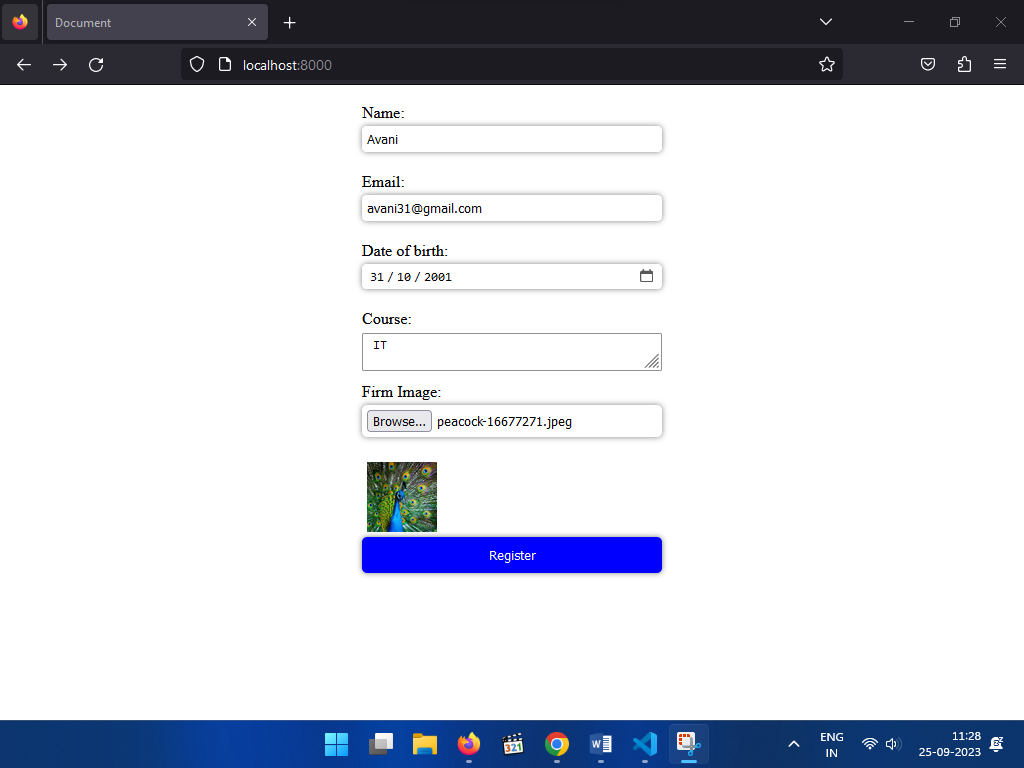 Document
localhost:8000
Name:
Avani
Email:
avani31@gmail.com
Date of birth:
31 / 10 / 2001
Course:
IT
Firm Image:
Browse... peacock-16677271.jpeg
Register
321
W
ENG
IN
11:28
25-09-2023